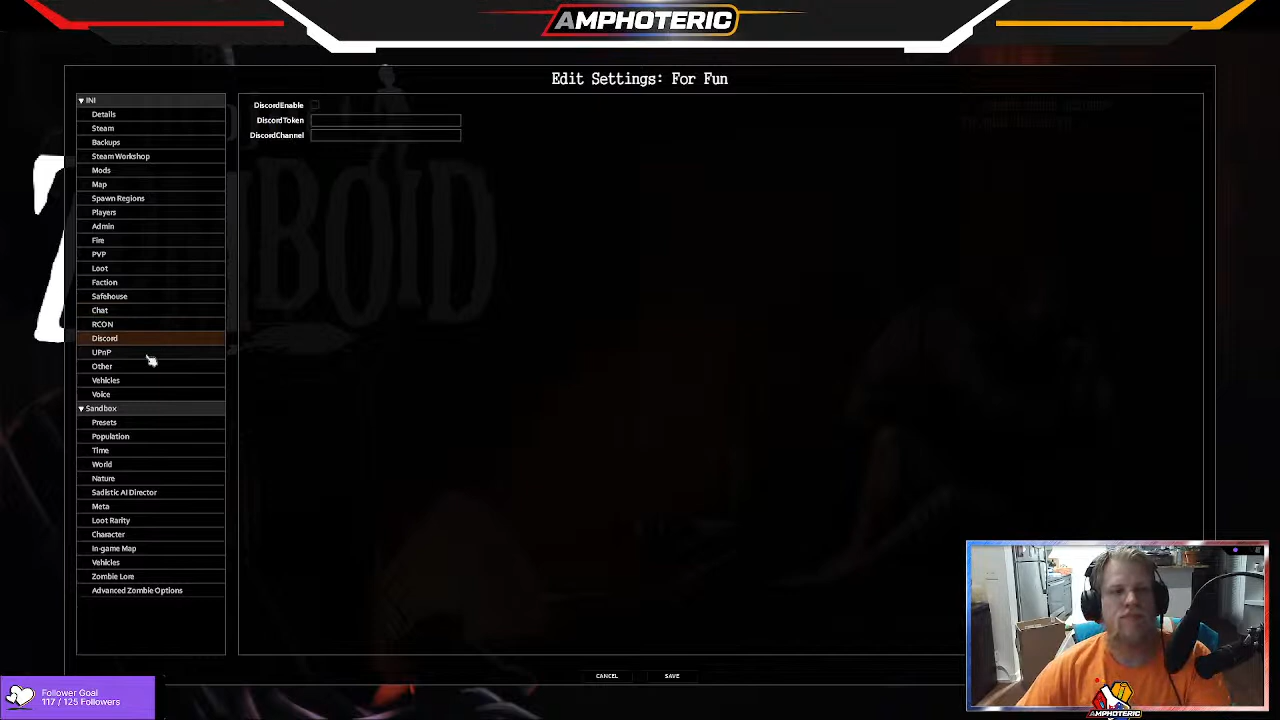 AMPHOTERIC
Edit Settings: For Fun
INI
Details
Steam
Backups
Steam Workshop
Mods
Map
Spawn Regions
Players
Admin
Fire
PVP
Loot
Faction
Safehouse
Chat
RCON
Discord
UPnP
Other
Vehicles
Voice
Sandbox
Presets
Population
Time
World
Nature
Sadistic AI Director
Meta
Loot Rarity
Character
In-game Map
Vehicles
Zombie Lore
Advanced Zombie Options
DiscordEnable
DiscordToken
DiscordChannel
BOID
CANCEL
SAVE
Follower Goal
117 / 125 Followers
AMPHOTERIC